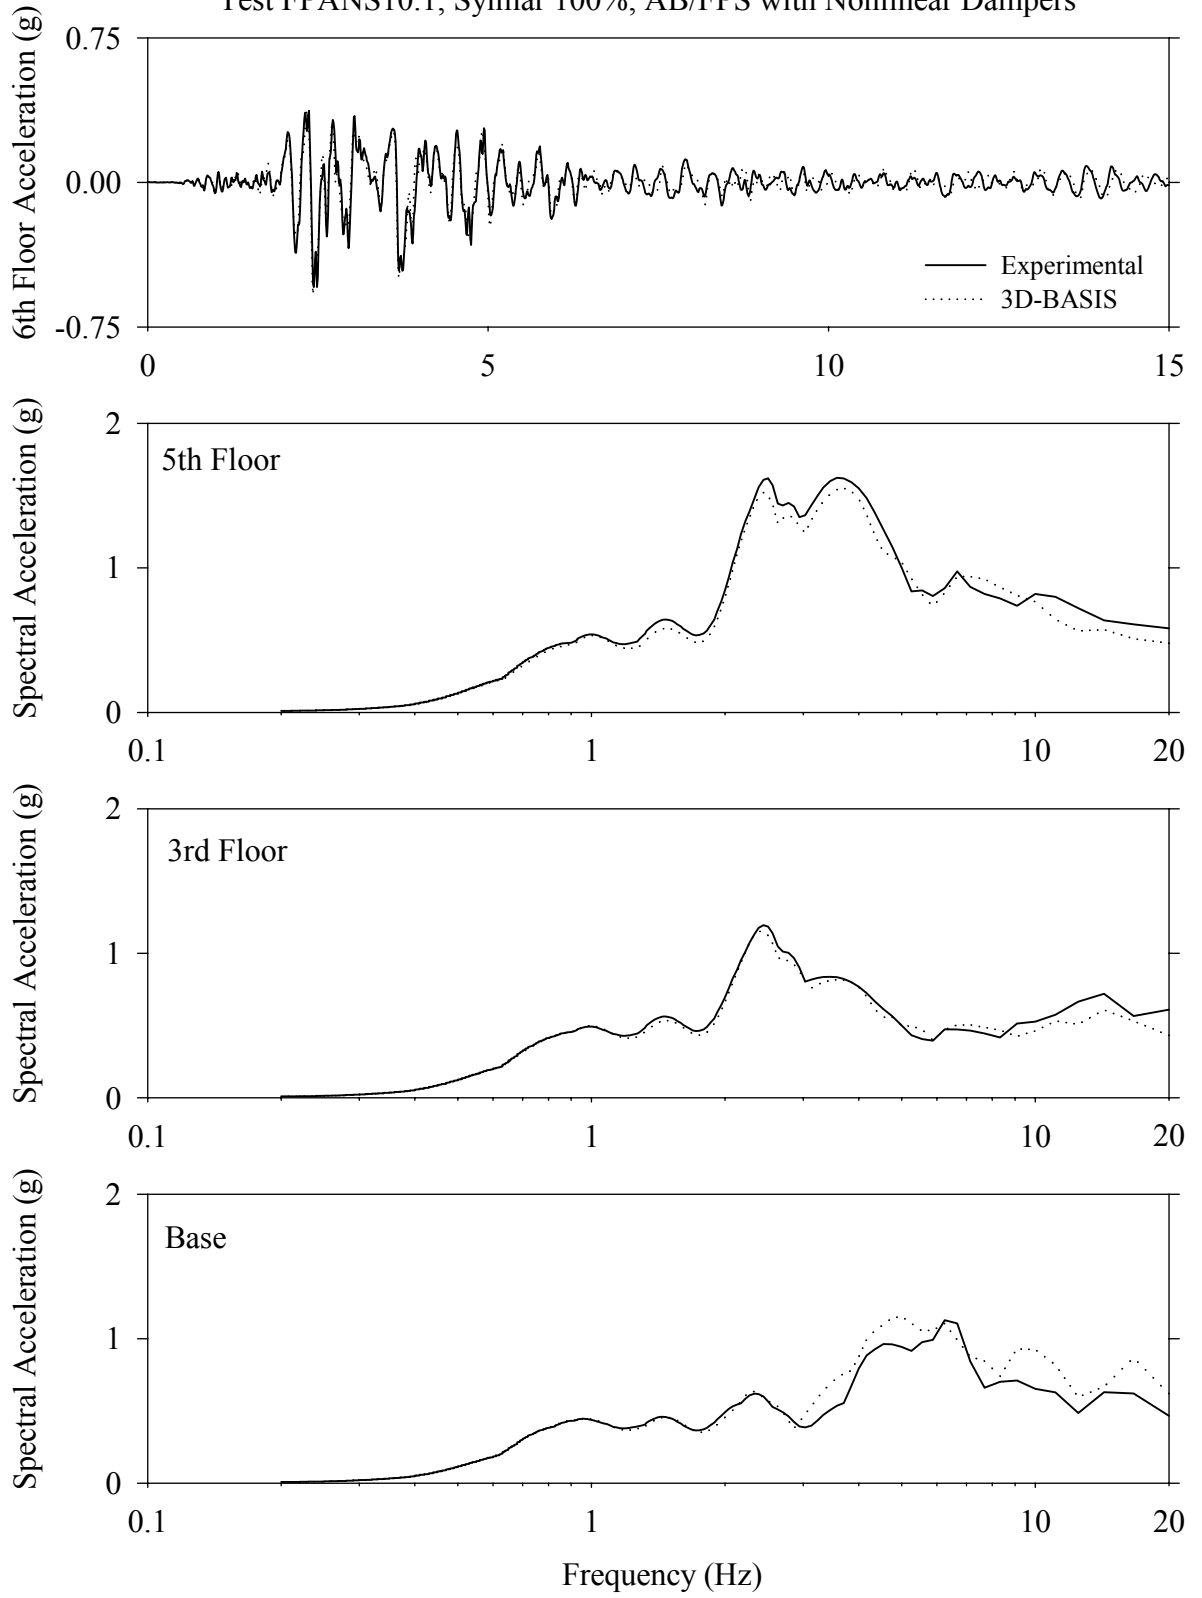 Test FPANS10.1, Sylmar 100%, AB/FPS with Nonlinear Dampers
6th Floor Acceleration (g)
0.75
0.00
-0.75
Experimental
3D-BASIS
0 5 10 15
Spectral Acceleration (g)
2
1
0
5th Floor
0.1 1 10 20
Spectral Acceleration (g)
2
1
0
3rd Floor
0.1 1 10 20
Spectral Acceleration (g)
2
1
0
Base
0.1 1 10 20
Frequency (Hz)